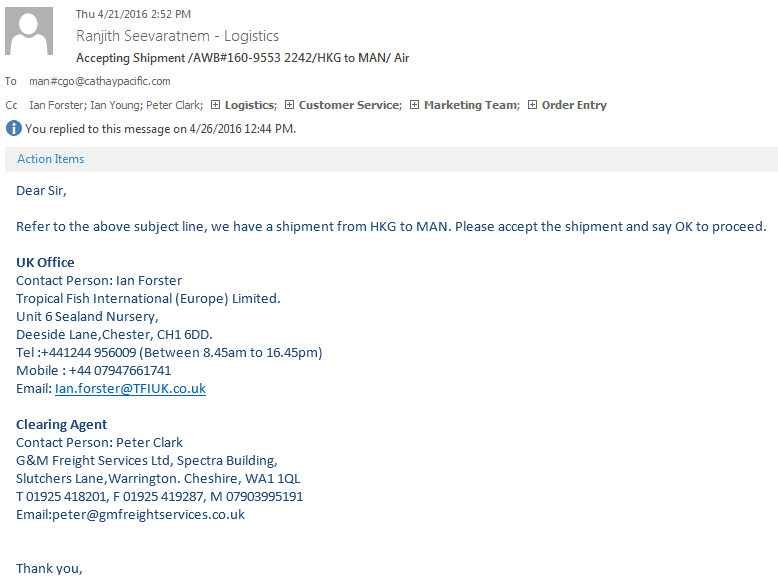 Thu 4/21/2016 2:52 PM
Ranjith Seevaratnem - Logistics
Accepting Shipment /AWB#160-9553 2242/HKG to MAN/ Air
To man#cgo@cathaypacific.com
Cc Ian Forster; Ian Young; Peter Clark; Logistics; Customer Service; Marketing Team; Order Entry
You replied to this message on 4/26/2016 12:44 PM.
Action Items
Dear Sir,
Refer to the above subject line, we have a shipment from HKG to MAN. Please accept the shipment and say OK to proceed.
UK Office
Contact Person: Ian Forster
Tropical Fish International (Europe) Limited.
Unit 6 Sealand Nursery,
Deeside Lane,Chester, CH1 6DD.
Tel :+441244 956009 (Between 8.45am to 16.45pm)
Mobile : +44 07947661741
Email: Ian.forster@TFIUK.co.uk
Clearing Agent
Contact Person: Peter Clark
G&M Freight Services Ltd, Spectra Building,
Slutchers Lane,Warrington. Cheshire, WA1 1QL
T 01925 418201, F 01925 419287, M 07903995191
Email:peter@gmfreightservices.co.uk
Thank you,